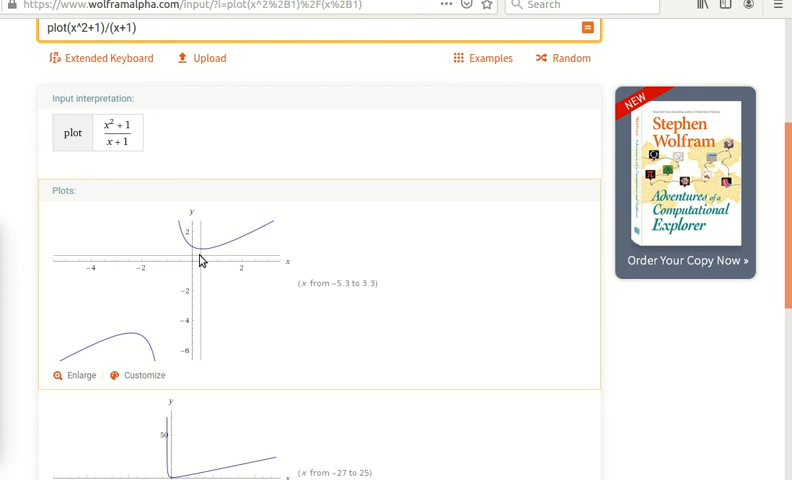 https://www.wolframalpha.com/input/?i=plot(x^2%2B1)%2F(x%2B1)
Search
plot(x^2+1)/(x+1)
Extended Keyboard
Upload
Examples
Random
Input interpretation:
plot
x² + 1
x + 1
Plots:
y
2
-4
-2
2
x
-2
-4
-6
(x from -5.3 to 3.3)
Enlarge
Customize
y
50
x
(x from -27 to 25)
NEW
Stephen
Wolfram
Adventures of a
Computational
Explorer
Order Your Copy Now »